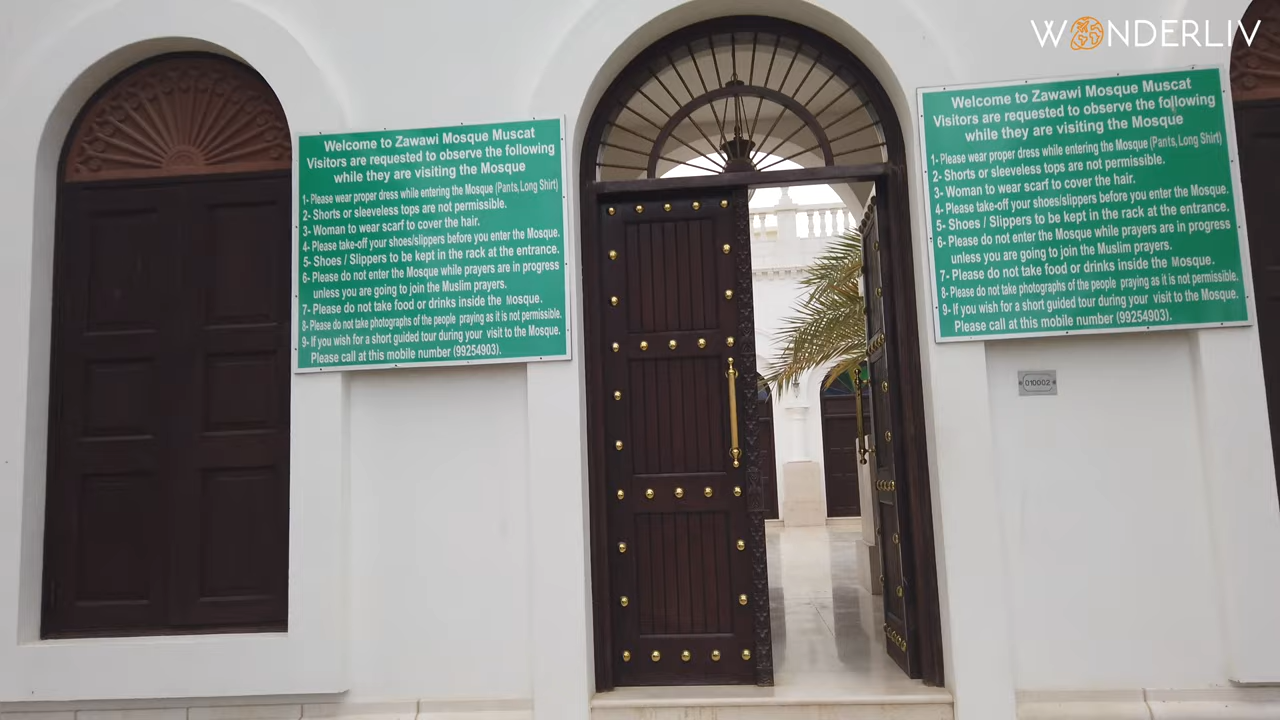 WONDERLIV
Welcome to Zawawi Mosque Muscat
Visitors are requested to observe the following
while they are visiting the Mosque
1- Please wear proper dress while entering the Mosque (Pants, Long Shirt)
2- Shorts or sleeveless tops are not permissible.
3- Woman to wear scarf to cover the hair.
4- Please take-off your shoes/slippers before you enter the Mosque.
5- Shoes / Slippers to be kept in the rack at the entrance.
6- Please do not enter the Mosque while prayers are in progress
unless you are going to join the Muslim prayers.
7- Please do not take food or drinks inside the Mosque.
8- Please do not take photographs of the people praying as it is not permissible.
9- If you wish for a short guided tour during your visit to the Mosque.
Please call at this mobile number (99254903).
Welcome to Zawawi Mosque Muscat
Visitors are requested to observe the following
while they are visiting the Mosque
1- Please wear proper dress while entering the Mosque (Pants, Long Shirt)
2- Shorts or sleeveless tops are not permissible.
3- Woman to wear scarf to cover the hair.
4- Please take-off your shoes/slippers before you enter the Mosque.
5- Shoes / Slippers to be kept in the rack at the entrance.
6- Please do not enter the Mosque while prayers are in progress
unless you are going to join the Muslim prayers.
7- Please do not take food or drinks inside the Mosque.
8- Please do not take photographs of the people praying as it is not permissible.
9- If you wish for a short guided tour during your visit to the Mosque.
Please call at this mobile number (99254903).
010002